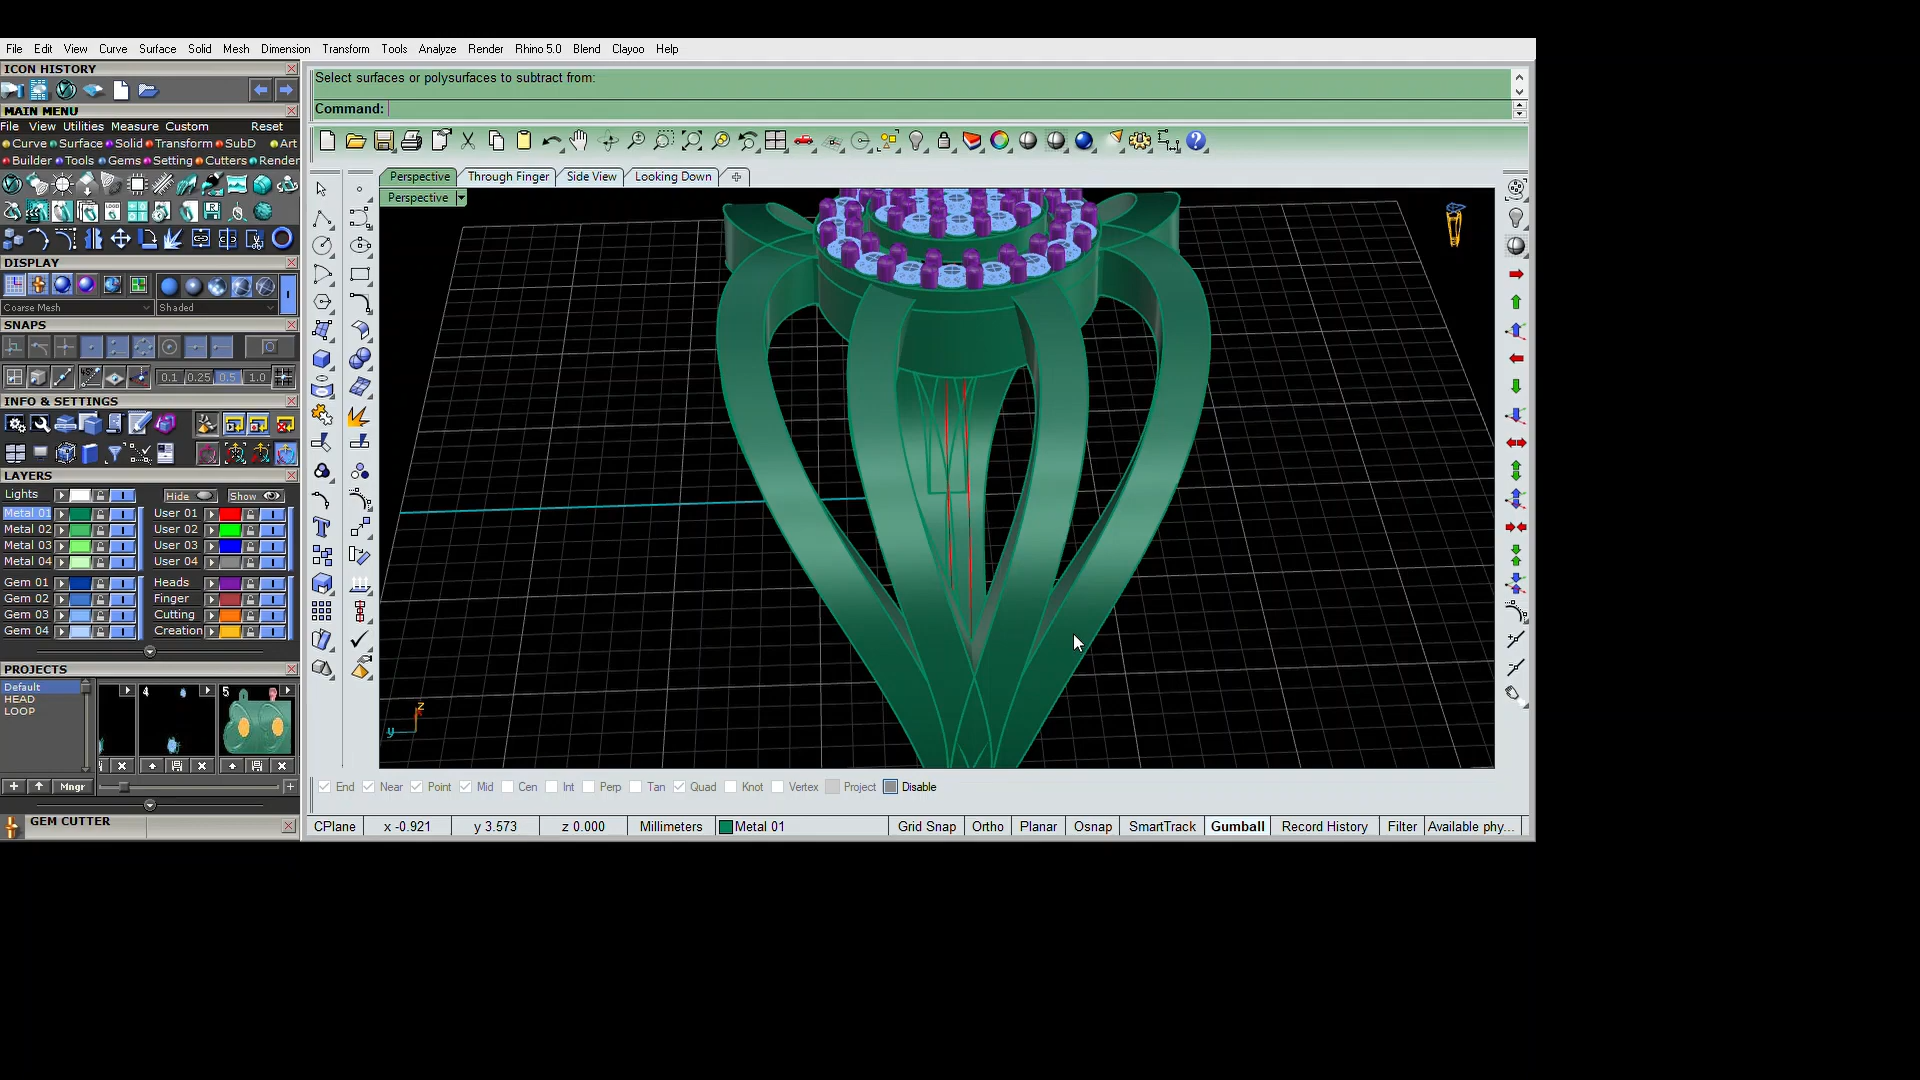 File Edit View Curve Surface Solid Mesh Dimension Transform Tools Analyze Render Rhino 5.0 Blend Clayoo Help
ICON HISTORY
MAIN MENU
File View Utilities Measure Custom Reset
Curve Surface Solid Transform SubD Art
Builder Tools Gems Setting Cutters Render
DISPLAY
Coarse Mesh Shaded
SNAPS
0.1 0.25 0.5 1.0
INFO & SETTINGS
LAYERS
Lights Hide Show
Metal 01 User 01
Metal 02 User 02
Metal 03 User 03
Metal 04 User 04
Gem 01 Heads
Gem 02 Finger
Gem 03 Cutting
Gem 04 Creation
PROJECTS
Default
HEAD
LOOP
4 5
Mngr
GEM CUTTER
Select surfaces or polysurfaces to subtract from:
Command:
Perspective Through Finger Side View Looking Down
Perspective
z
y
End Near Point Mid Cen Int Perp Tan Quad Knot Vertex Project Disable
CPlane x -0.921 y 3.573 z 0.000 Millimeters Metal 01 Grid Snap Ortho Planar Osnap SmartTrack Gumball Record History Filter Available phy...